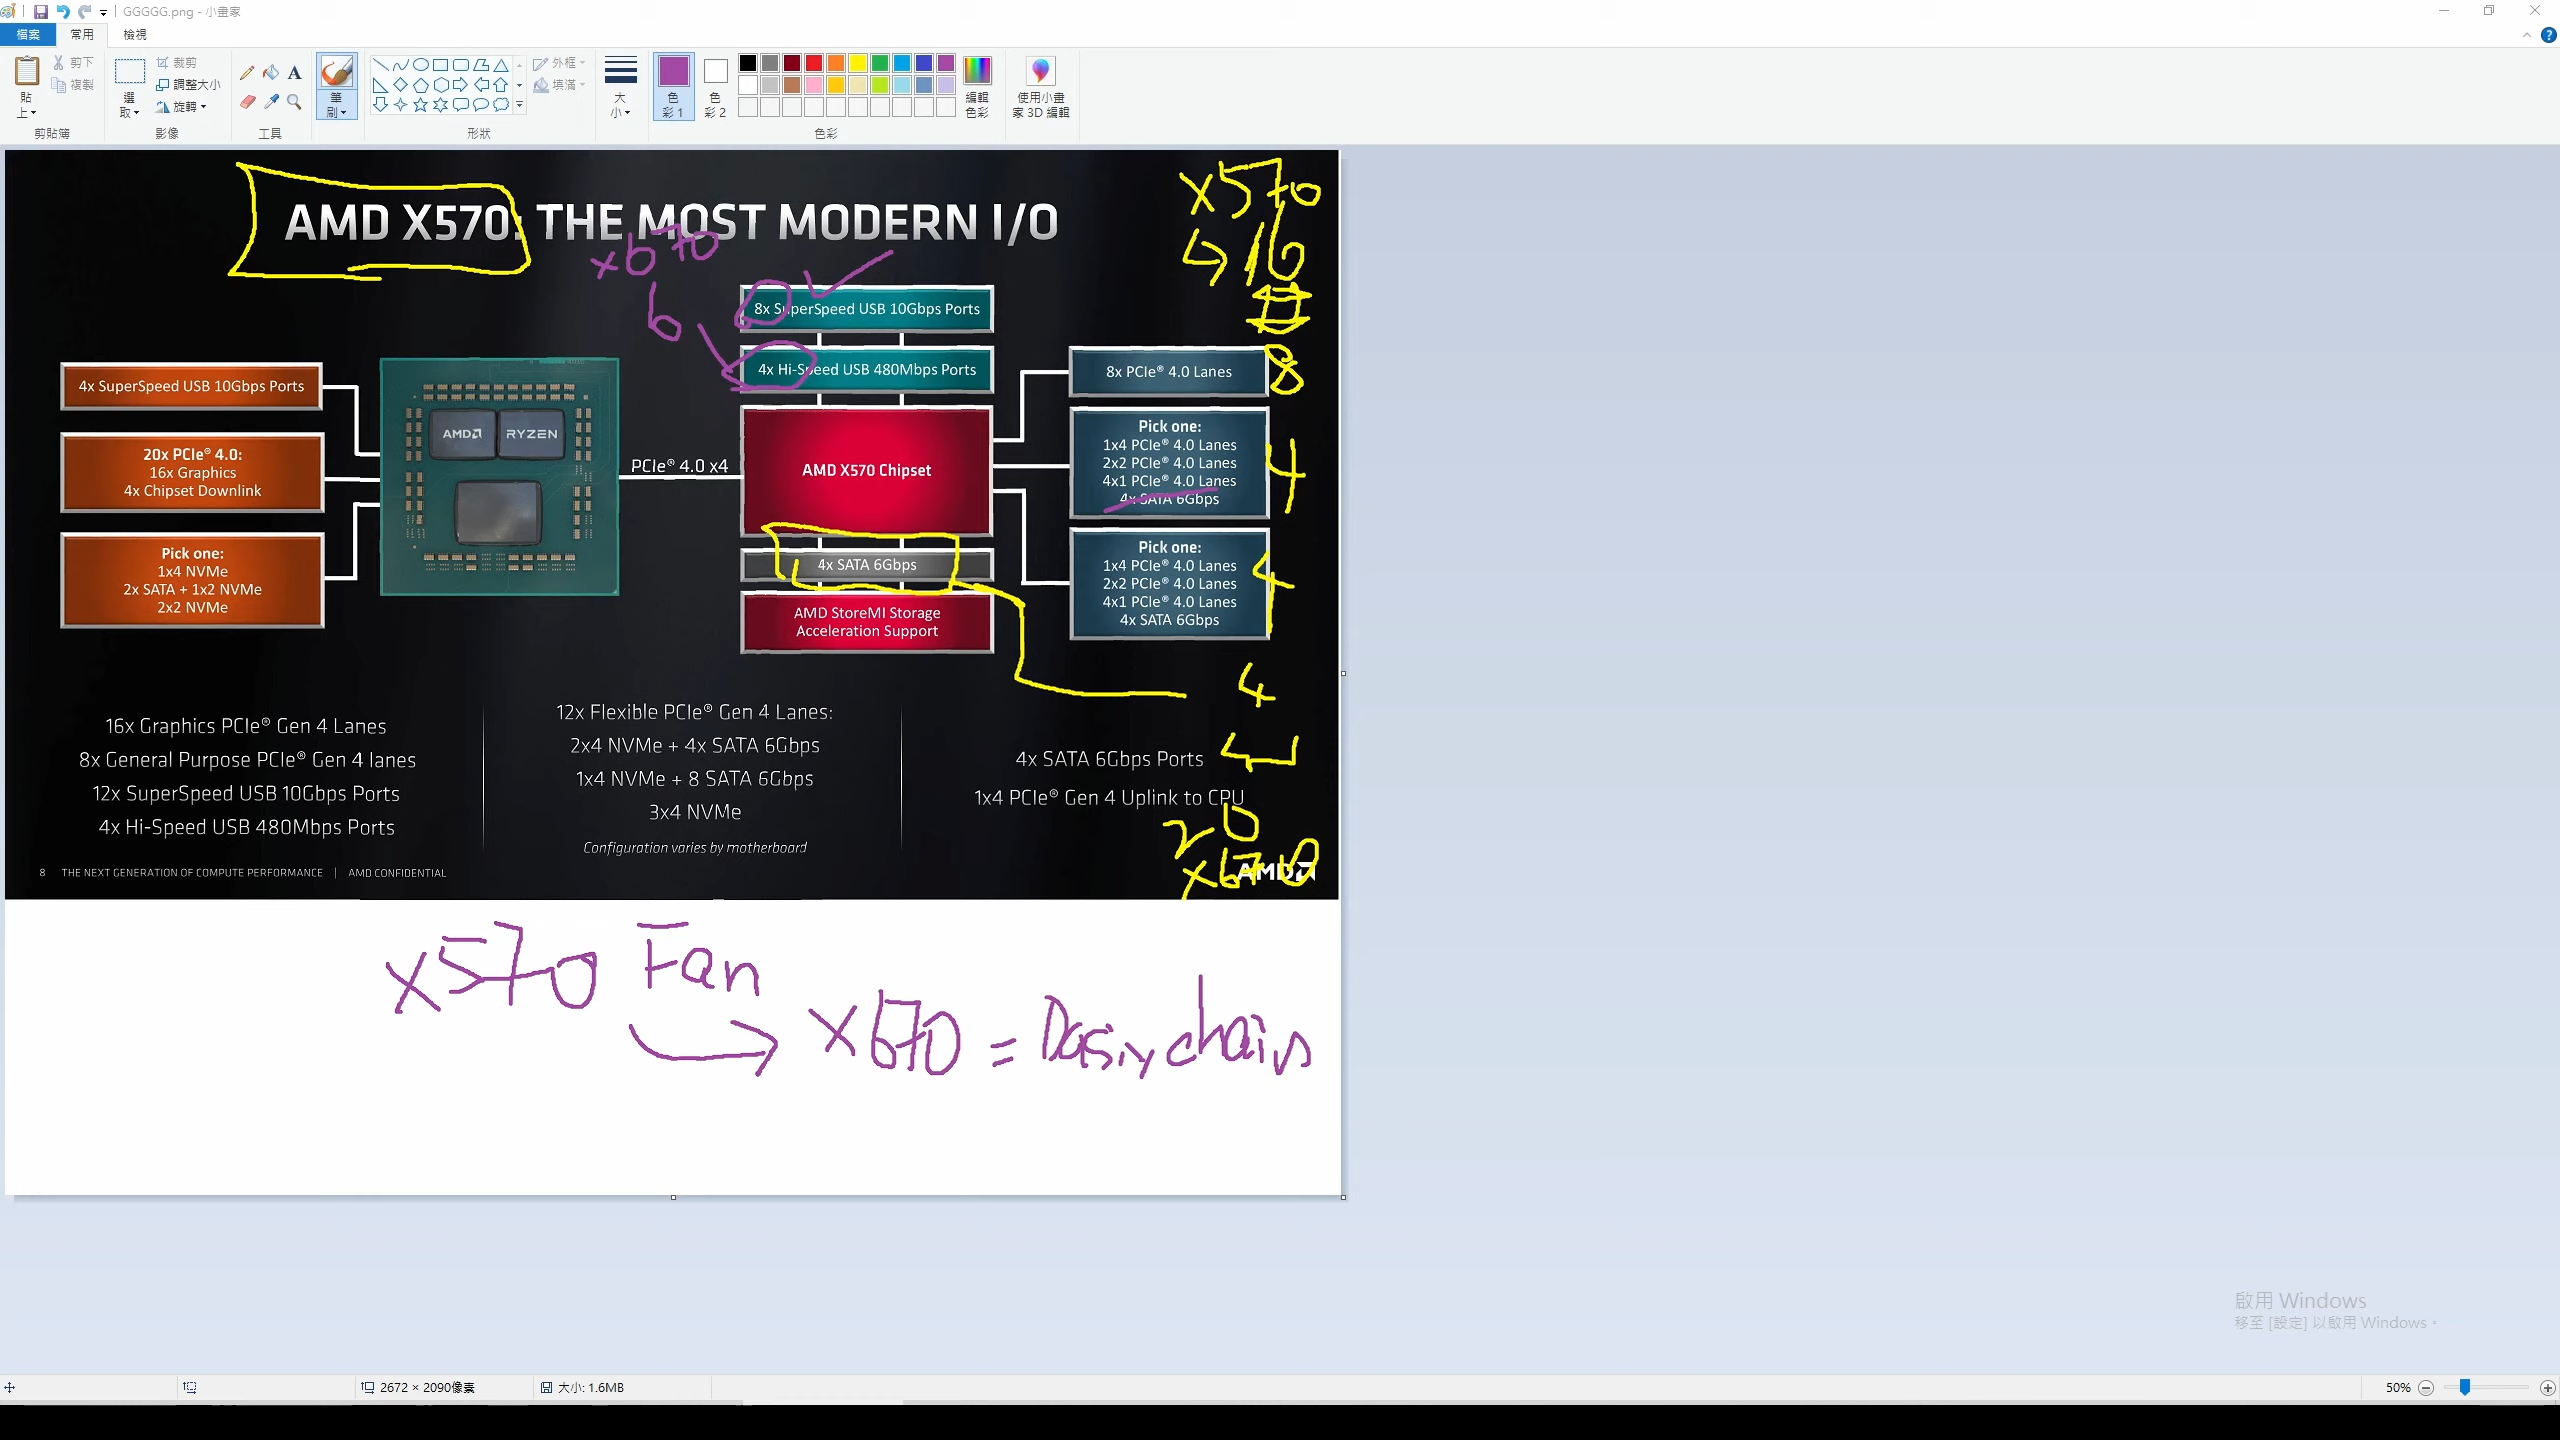 GGGGG.png - 小畫家
檔案 常用 檢視
貼上 剪下 複製 剪貼簿
選取 裁剪 調整大小 旋轉 影像
A 工具
筆刷
外框 填滿 形狀
大小
色彩 1 色彩 2 編輯色彩 色彩
使用小畫家 3D 編輯
AMD X570: THE MOST MODERN I/O
x570
16
x670
6
8x SuperSpeed USB 10Gbps Ports
4x Hi-Speed USB 480Mbps Ports
4x SuperSpeed USB 10Gbps Ports
20x PCIe® 4.0:
16x Graphics
4x Chipset Downlink
Pick one:
1x4 NVMe
2x SATA + 1x2 NVMe
2x2 NVMe
AMD RYZEN
PCIe® 4.0 x4
AMD X570 Chipset
4x SATA 6Gbps
AMD StoreMI Storage
Acceleration Support
8x PCIe® 4.0 Lanes
8
Pick one:
1x4 PCIe® 4.0 Lanes
2x2 PCIe® 4.0 Lanes
4x1 PCIe® 4.0 Lanes
4x SATA 6Gbps
4
Pick one:
1x4 PCIe® 4.0 Lanes
2x2 PCIe® 4.0 Lanes
4x1 PCIe® 4.0 Lanes
4x SATA 6Gbps
4
4
16x Graphics PCIe® Gen 4 Lanes
8x General Purpose PCIe® Gen 4 lanes
12x SuperSpeed USB 10Gbps Ports
4x Hi-Speed USB 480Mbps Ports
12x Flexible PCIe® Gen 4 Lanes:
2x4 NVMe + 4x SATA 6Gbps
1x4 NVMe + 8 SATA 6Gbps
3x4 NVMe
Configuration varies by motherboard
4x SATA 6Gbps Ports
1x4 PCIe® Gen 4 Uplink to CPU
20
x670
8 THE NEXT GENERATION OF COMPUTE PERFORMANCE | AMD CONFIDENTIAL
AMD
x570 Fan
x670 = Dasiy chain
啟用 Windows
移至 [設定] 以啟用 Windows。
2672 × 2090像素 大小: 1.6MB 50%